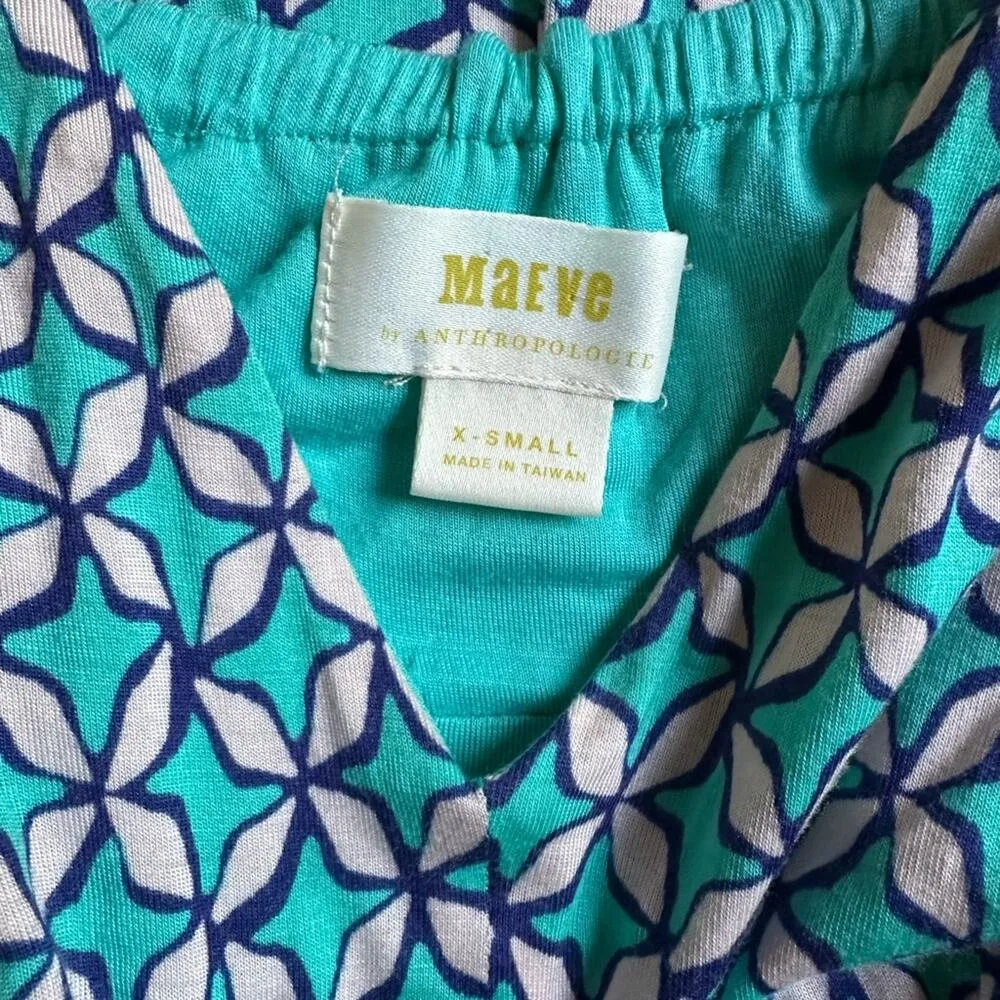 MaEve
by ANTHROPOLOGIE
X-SMALL
MADE IN TAIWAN